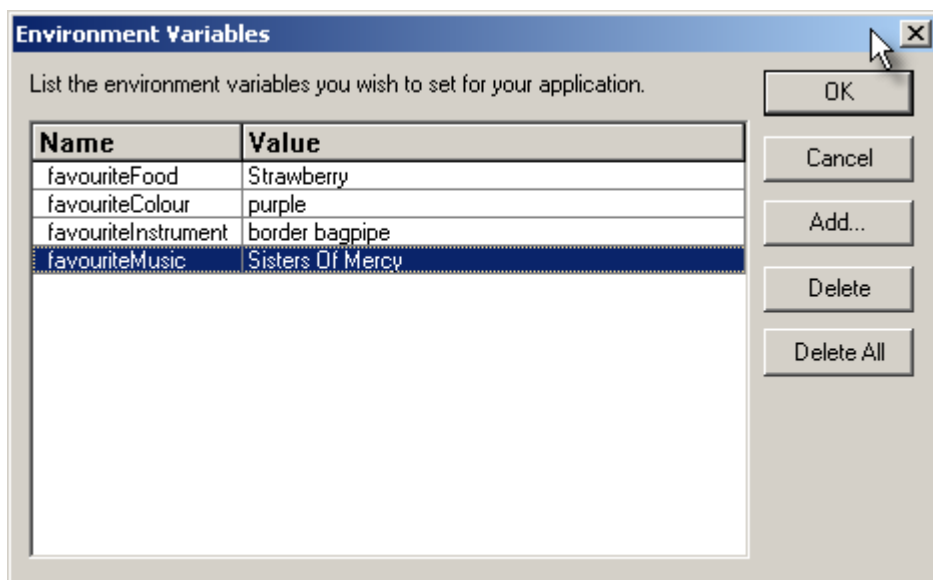 Environment Variables
List the environment variables you wish to set for your application.
OK
Cancel
Add...
Delete
Delete All
Name Value
favouriteFood Strawberry
favouriteColour purple
favouriteInstrument border bagpipe
favouriteMusic Sisters Of Mercy